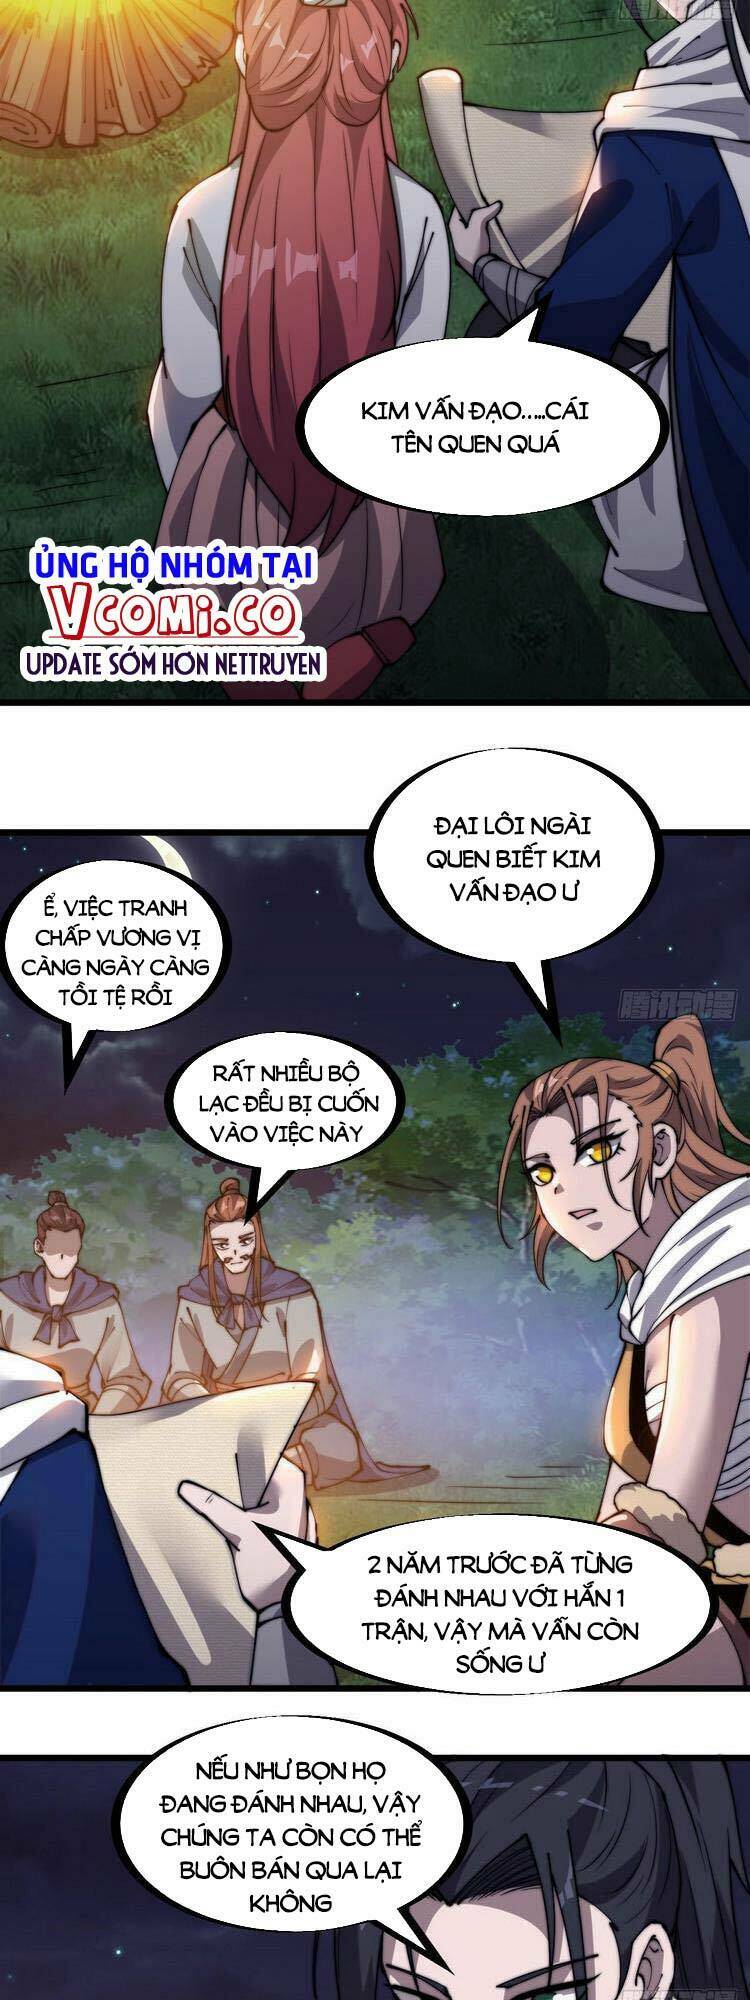 KIM VẤN ĐẠO.....CÁI
TÊN QUEN QUÁ
ỦNG HỘ NHÓM TẠI
VCOMI.CO
UPDATE SỚM HƠN NETTRUYEN
ĐẠI LÔI NGÀI
QUEN BIẾT KIM
VẤN ĐẠO Ư
Ể, VIỆC TRANH
CHẤP VƯƠNG VỊ
CÀNG NGÀY CÀNG
TỒI TỆ RỒI
腾讯动漫
RẤT NHIỀU BỘ
LẠC ĐỀU BỊ CUỐN
VÀO VIỆC NÀY
2 NĂM TRƯỚC ĐÃ TỪNG
ĐÁNH NHAU VỚI HẮN 1
TRẬN, VẬY MÀ VẪN CÒN
SỐNG Ư
NẾU NHƯ BỌN HỌ
ĐANG ĐÁNH NHAU, VẬY
CHÚNG TA CÒN CÓ THỂ
BUÔN BÁN QUA LẠI
KHÔNG